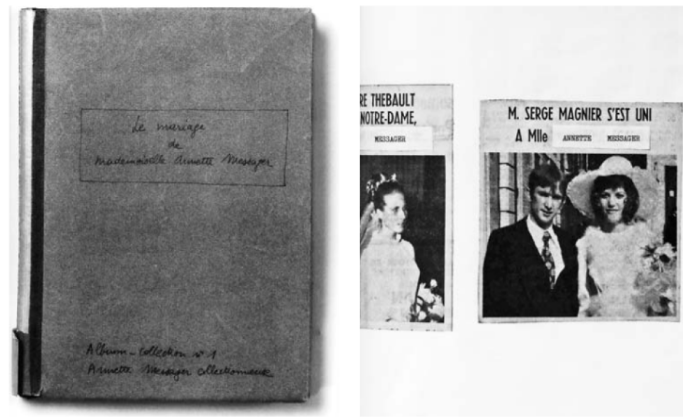 Le mariage
de
Mademoiselle Annette Messager
Album-collection n° 1
Annette Messager collectionneuse
RE THEBAULT
NOTRE-DAME,
MESSAGER
M. SERGE MAGNIER S'EST UNI
A Mlle ANNETTE MESSAGER